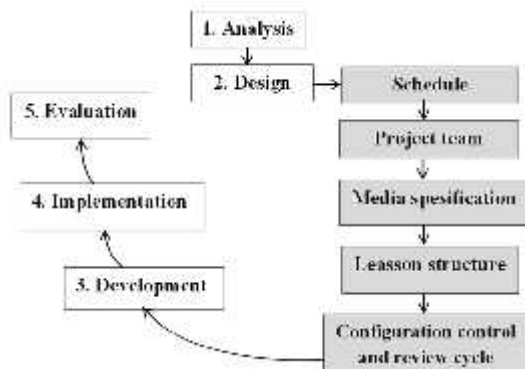 1. Analysis
2. Design
Schedule
Project team
Media spesification
Leasson structure
Configuration control
and review cycle
3. Development
4. Implementation
5. Evaluation